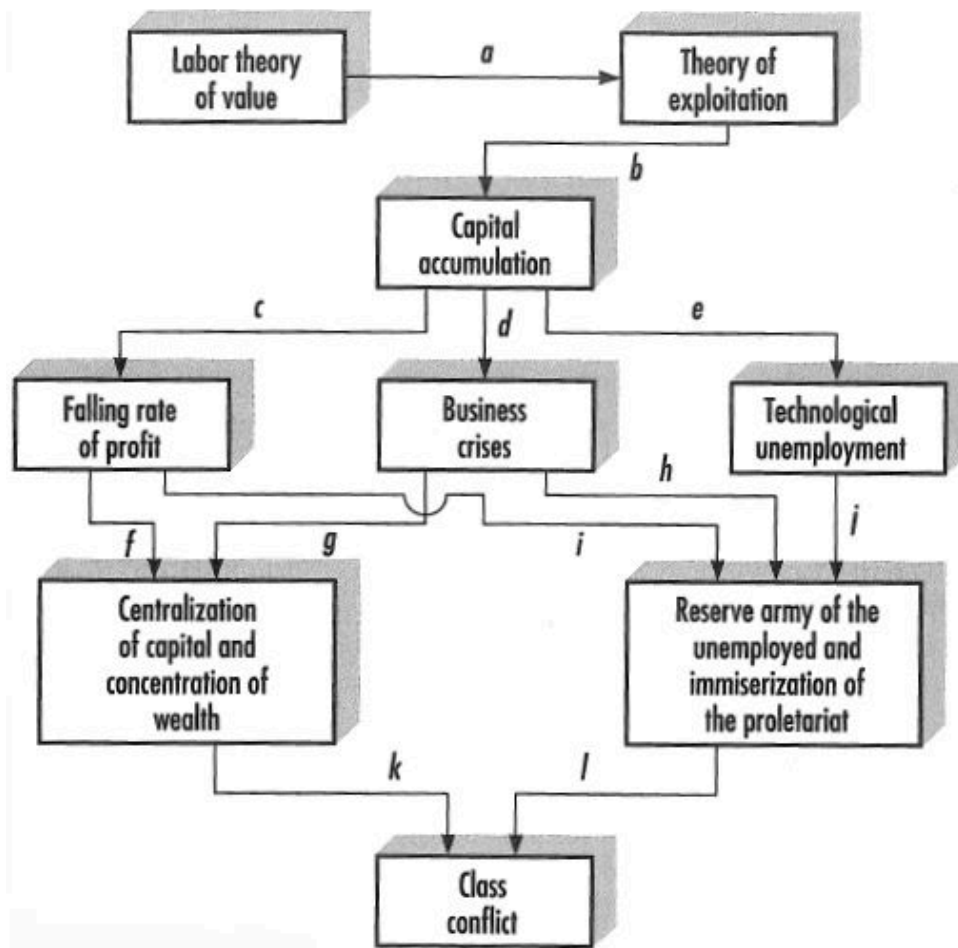 Labor theory
of value
a
Theory of
exploitation
b
Capital
accumulation
c
d
e
Falling rate
of profit
Business
crises
Technological
unemployment
f
g
h
i
j
Centralization
of capital and
concentration of
wealth
Reserve army of the
unemployed and
immiserization of
the proletariat
k
l
Class
conflict